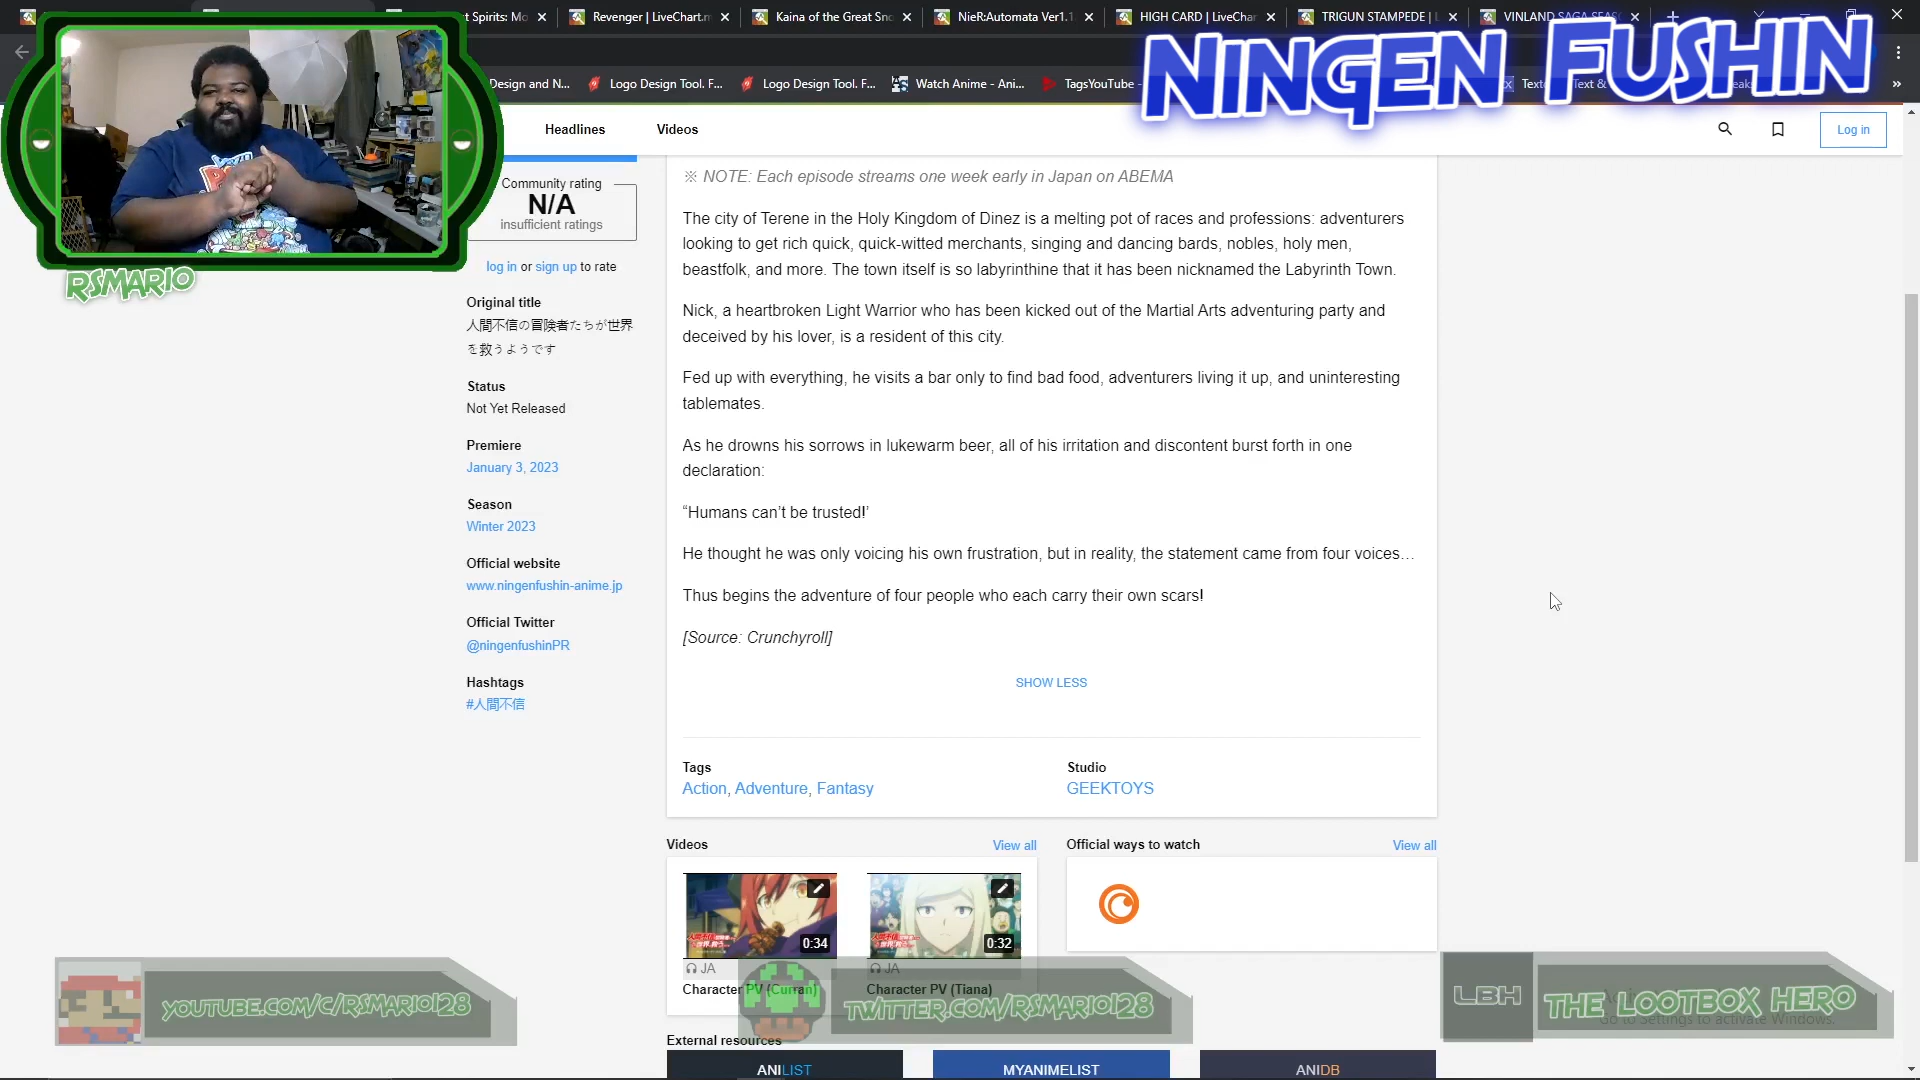 t Spirits: Mo
Revenger | LiveChart.m
Kaina of the Great Sno
NieR:Automata Ver1.1
HIGH CARD | LiveChar
TRIGUN STAMPEDE | L
VINLAND SAGA SEAS
NINGEN FUSHIN
Design and N...
Logo Design Tool. F...
Logo Design Tool. F...
Watch Anime - Ani...
TagsYouTube -
Headlines
Videos
Log in
RSMARIO
Community rating
N/A
insufficient ratings
log in or sign up to rate
Original title
人間不信の冒険者たちが世界
を救うようです
Status
Not Yet Released
Premiere
January 3, 2023
Season
Winter 2023
Official website
www.ningenfushin-anime.jp
Official Twitter
@ningenfushinPR
Hashtags
#人間不信
※ NOTE: Each episode streams one week early in Japan on ABEMA
The city of Terene in the Holy Kingdom of Dinez is a melting pot of races and professions: adventurers
looking to get rich quick, quick-witted merchants, singing and dancing bards, nobles, holy men,
beastfolk, and more. The town itself is so labyrinthine that it has been nicknamed the Labyrinth Town.
Nick, a heartbroken Light Warrior who has been kicked out of the Martial Arts adventuring party and
deceived by his lover, is a resident of this city.
Fed up with everything, he visits a bar only to find bad food, adventurers living it up, and uninteresting
tablemates.
As he drowns his sorrows in lukewarm beer, all of his irritation and discontent burst forth in one
declaration:
“Humans can’t be trusted!’
He thought he was only voicing his own frustration, but in reality, the statement came from four voices…
Thus begins the adventure of four people who each carry their own scars!
[Source: Crunchyroll]
SHOW LESS
Tags
Action, Adventure, Fantasy
Studio
GEEKTOYS
Videos
View all
Official ways to watch
View all
0:34
0:32
JA
JA
Character PV (Curran)
Character PV (Tiana)
YOUTUBE.COM/C/RSMARIO128
TWITTER.COM/RSMARIO128
LBH
THE LOOTBOX HERO
Go to Settings to activate Windows.
External resources
ANILIST
MYANIMELIST
ANIDB